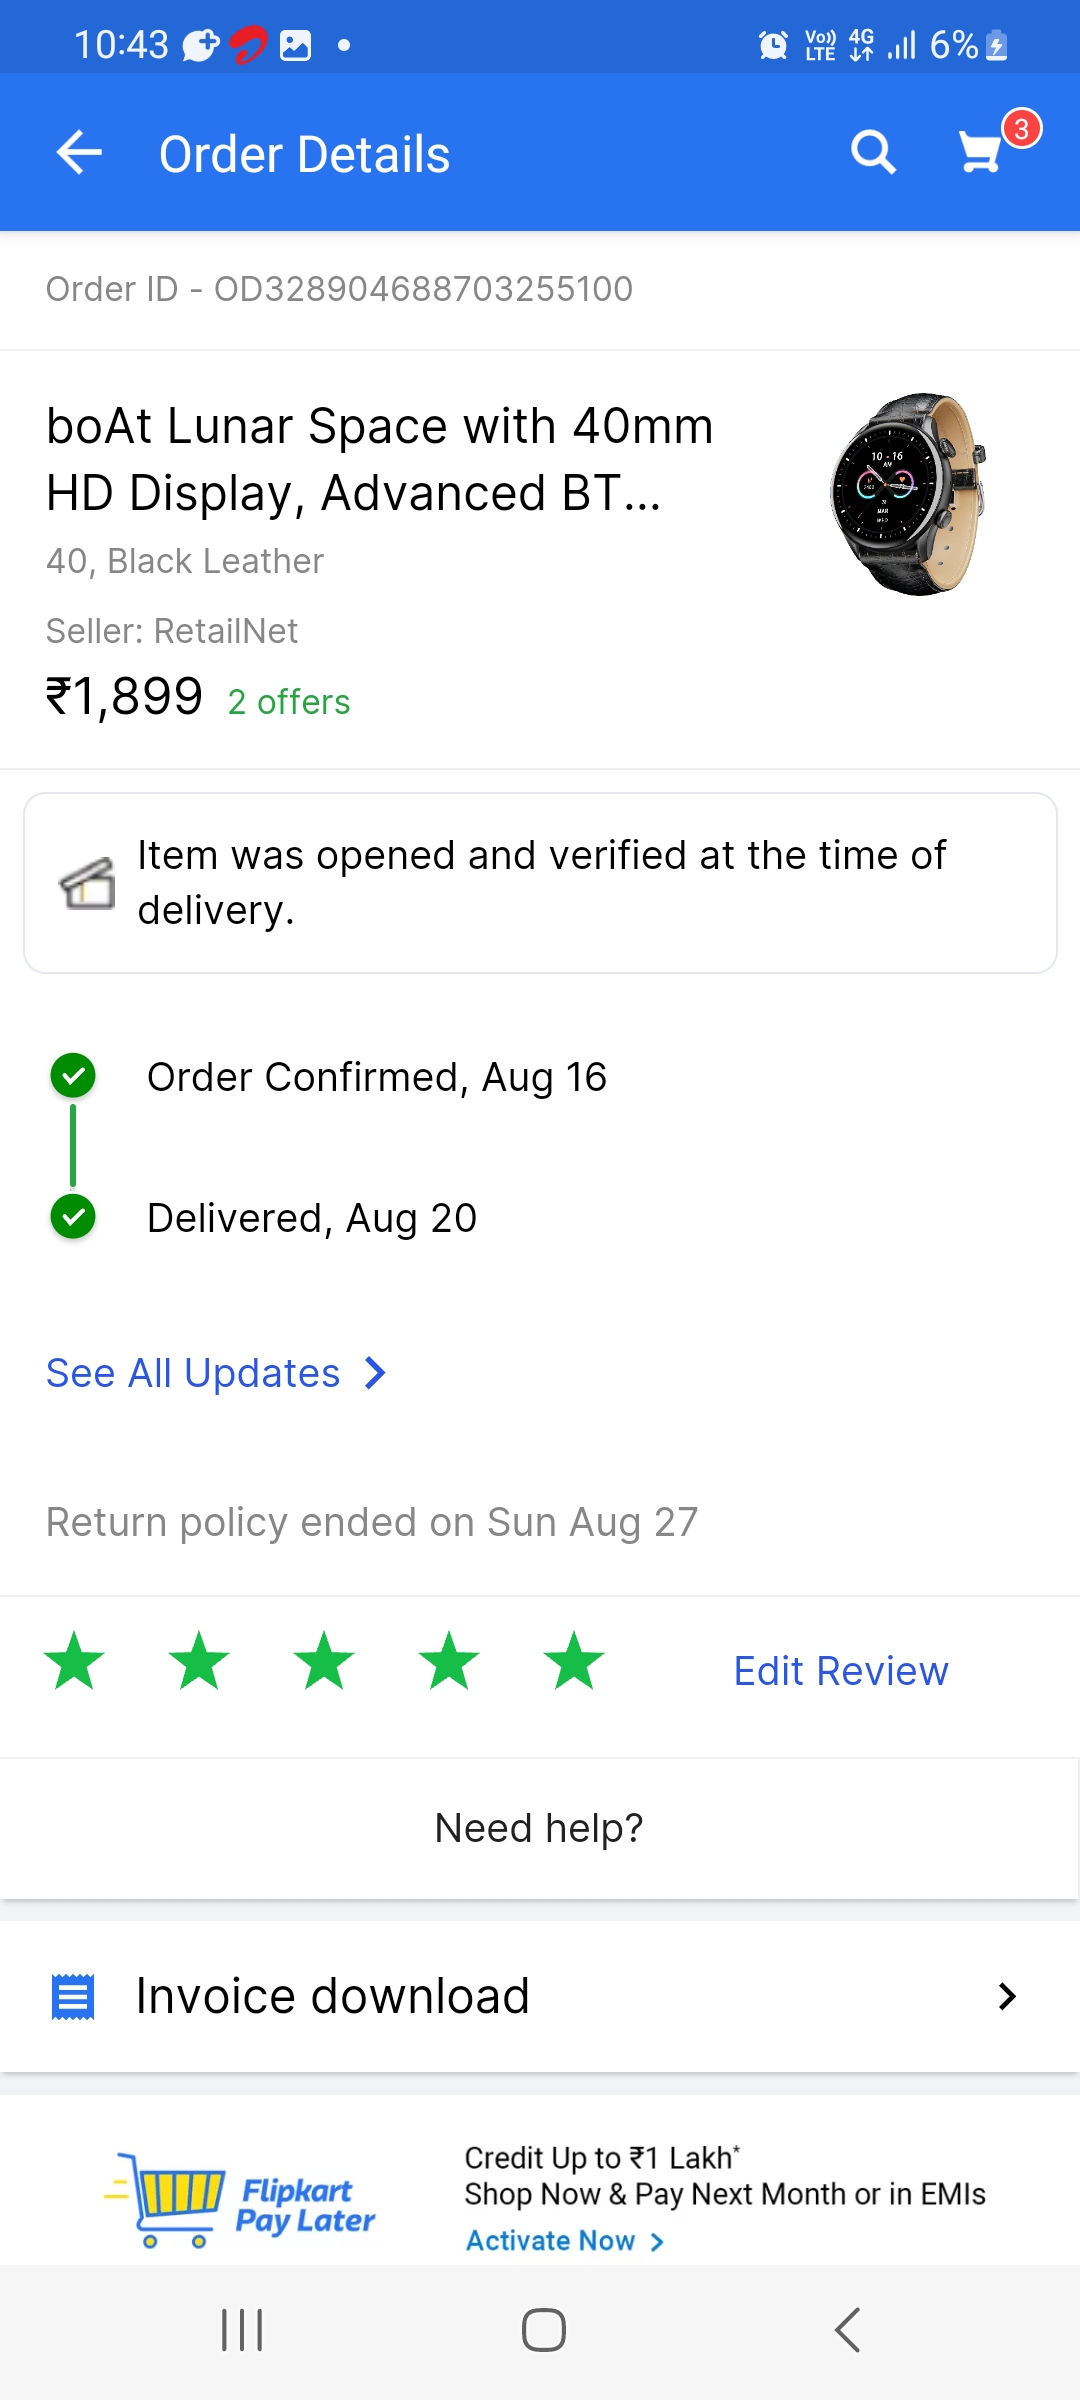 10:43
Vo)) LTE 4G 6%
Order Details
3
Order ID - OD328904688703255100
boAt Lunar Space with 40mm
HD Display, Advanced BT...
40, Black Leather
Seller: RetailNet
₹1,899 2 offers
10 - 16
AM
Item was opened and verified at the time of
delivery.
Order Confirmed, Aug 16
Delivered, Aug 20
See All Updates
Return policy ended on Sun Aug 27
Edit Review
Need help?
Invoice download
Flipkart
Pay Later
Credit Up to ₹1 Lakh*
Shop Now & Pay Next Month or in EMIs
Activate Now